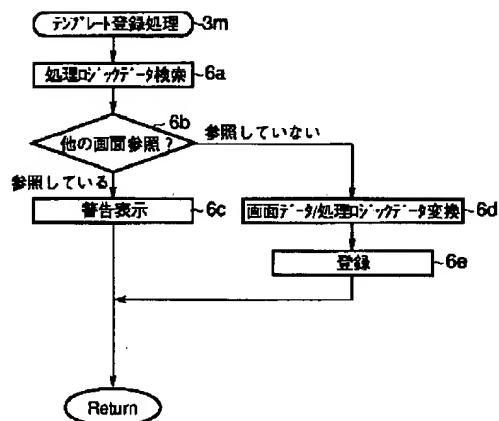 テンプレート登録処理 3m
処理ロジックデータ検索 6a
6b
他の画面参照? 参照していない
参照している
警告表示 6c 画面データ/処理ロジックデータ変換 6d
登録 6e
Return